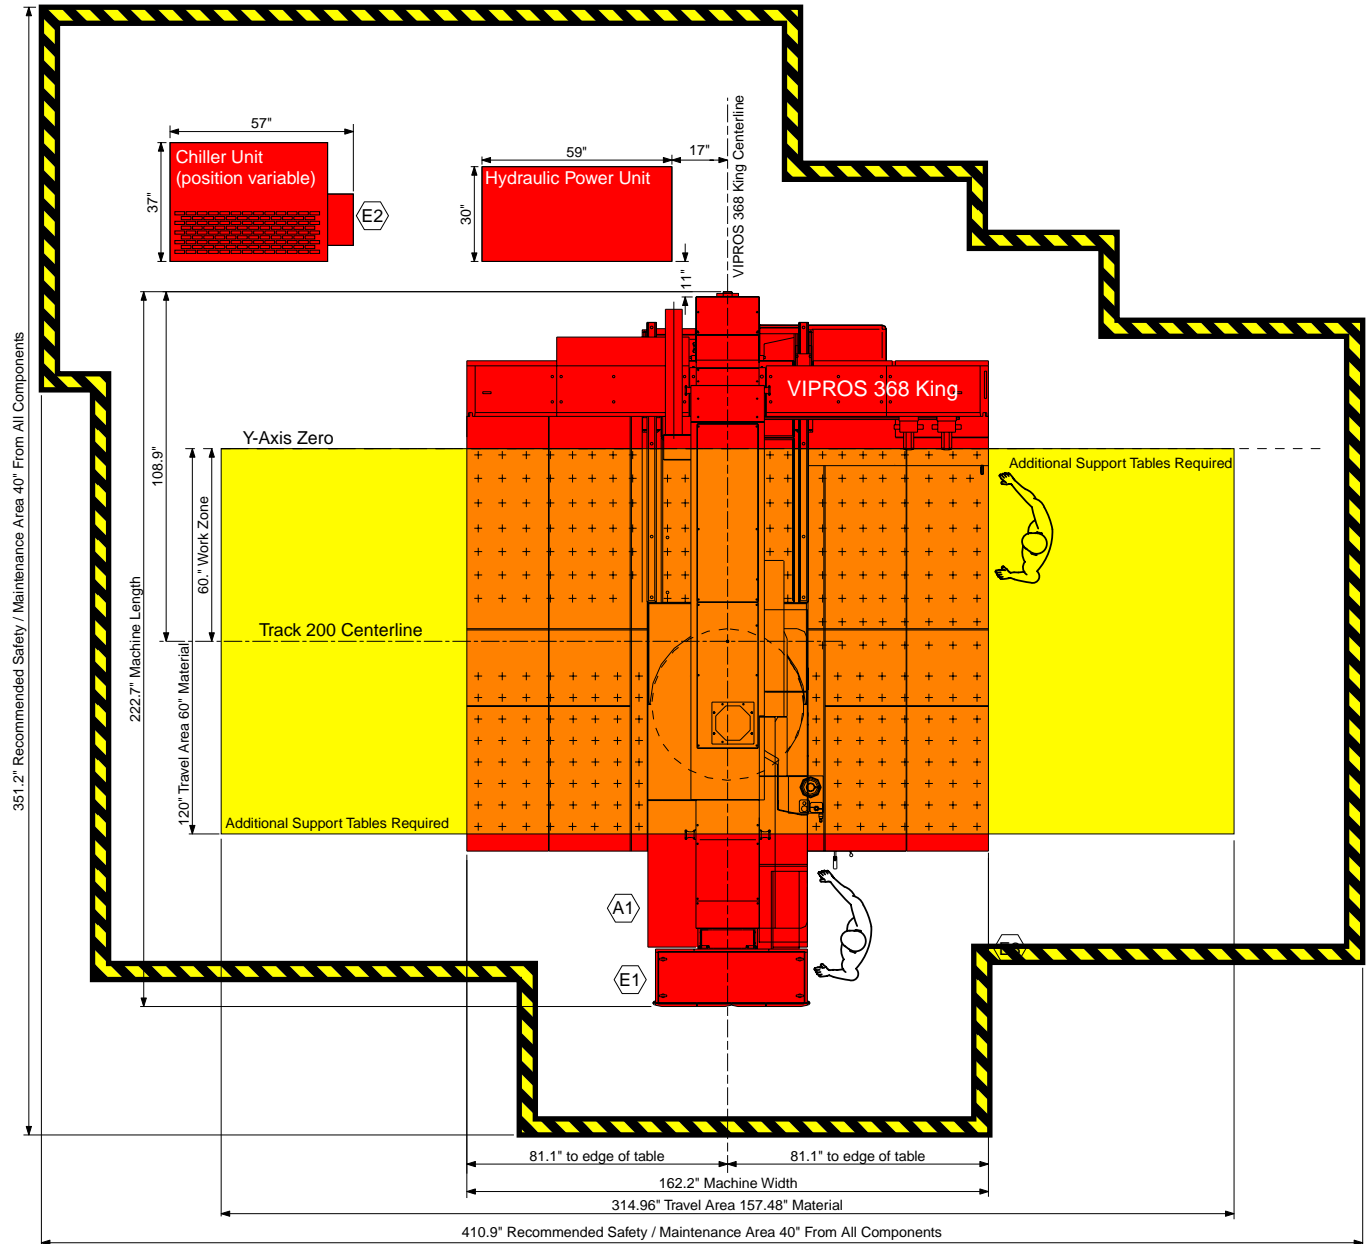 57"
Chiller Unit
(position variable)
37"
E2
59"
17"
Hydraulic Power Unit
30"
11"
VIPROS 368 King Centerline
VIPROS 368 King
Y-Axis Zero
Additional Support Tables Required
108.9"
60." Work Zone
Track 200 Centerline
222.7" Machine Length
120" Travel Area 60" Material
351.2" Recommended Safety / Maintenance Area 40" From All Components
Additional Support Tables Required
A1
E1
81.1" to edge of table
81.1" to edge of table
162.2" Machine Width
314.96" Travel Area 157.48" Material
410.9" Recommended Safety / Maintenance Area 40" From All Components